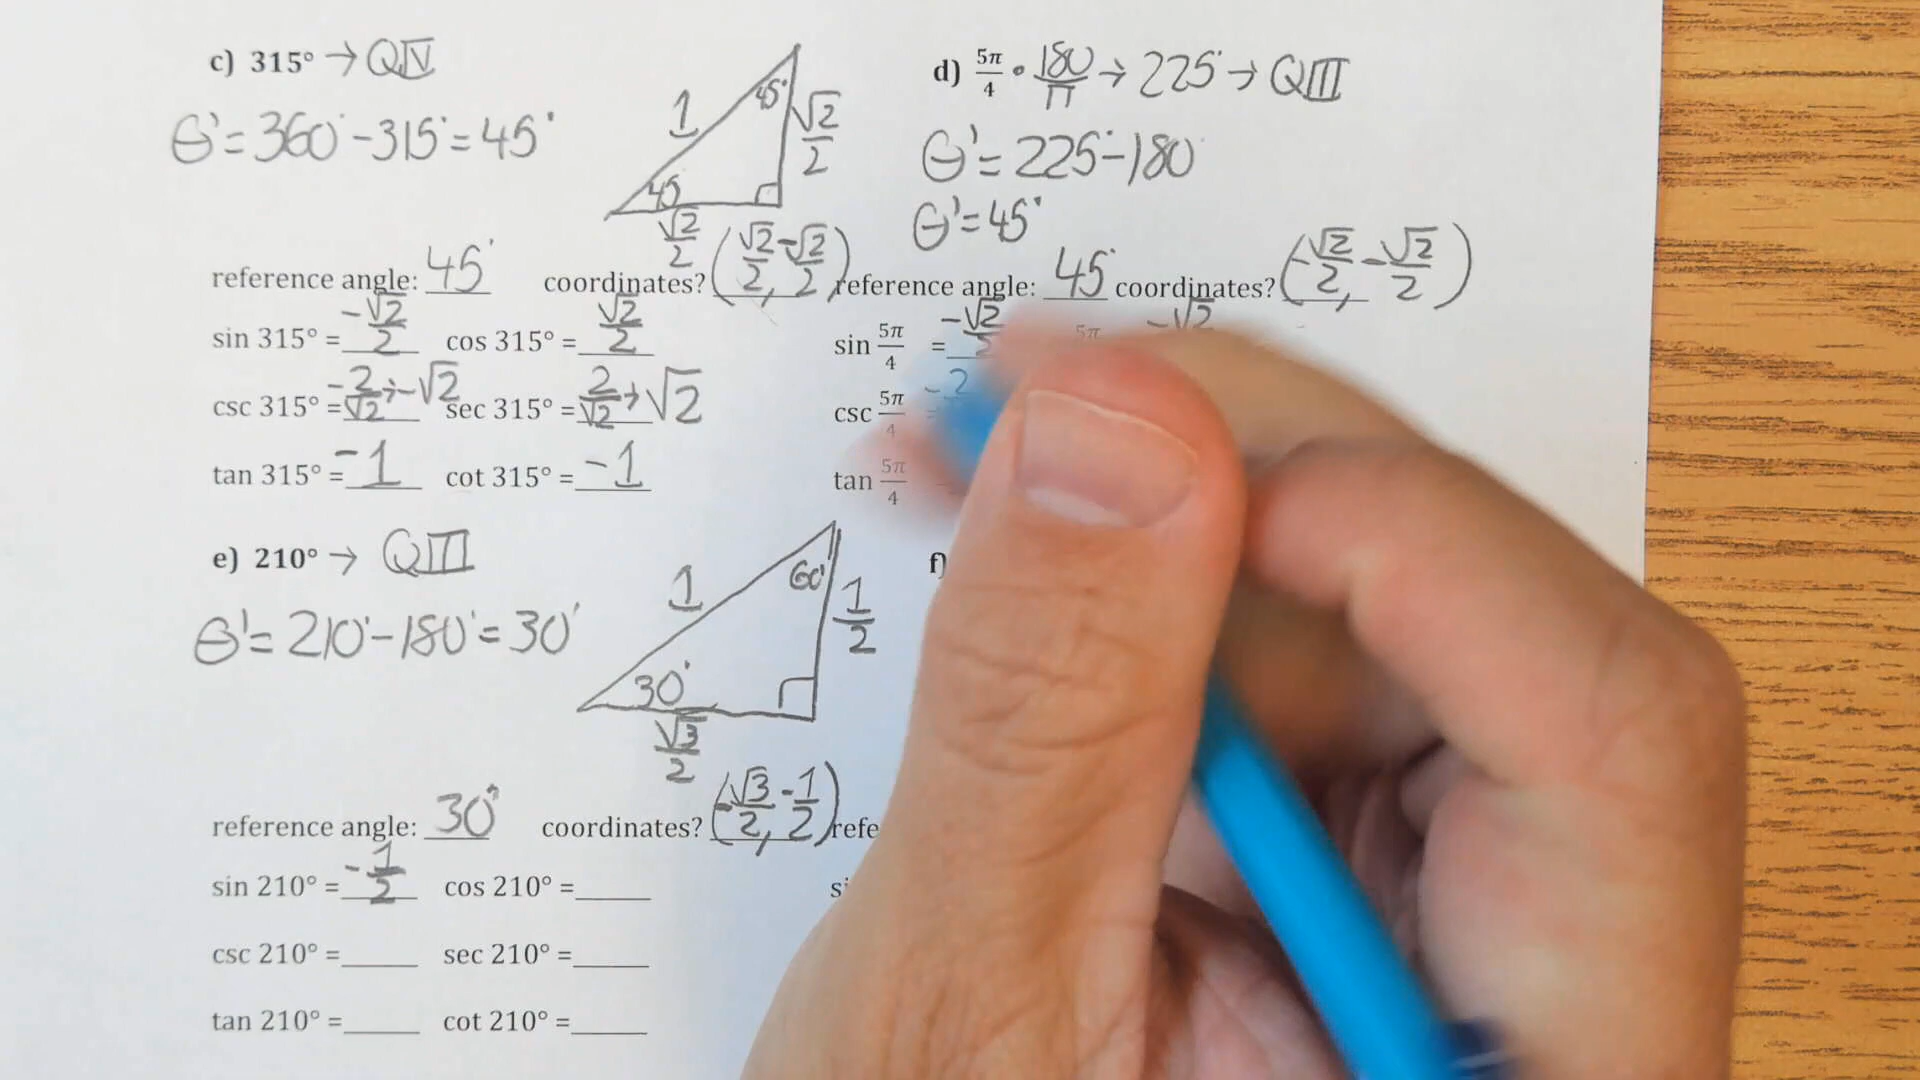 c) 315° → QIV
θ' = 360° - 315° = 45°
1
45°
√2/2
45
√2/2
reference angle: 45° coordinates? (√2/2, -√2/2)
sin 315° = -√2/2 cos 315° = √2/2
csc 315° = -2/√2 → -√2 sec 315° = 2/√2 → √2
tan 315° = -1 cot 315° = -1
d) 5π/4 • 180/π → 225° → QIII
θ' = 225° - 180
θ' = 45°
reference angle: 45° coordinates? (-√2/2, -√2/2)
sin 5π/4 = -√2/2 5π -√2
csc 5π/4 = -2
tan 5π/4
e) 210° → QIII
θ' = 210° - 180° = 30°
1
60°
1/2
30°
√3/2
reference angle: 30° coordinates? (-√3/2, -1/2)
sin 210° = -1/2 cos 210° =
csc 210° = sec 210° =
tan 210° = cot 210° =
f)